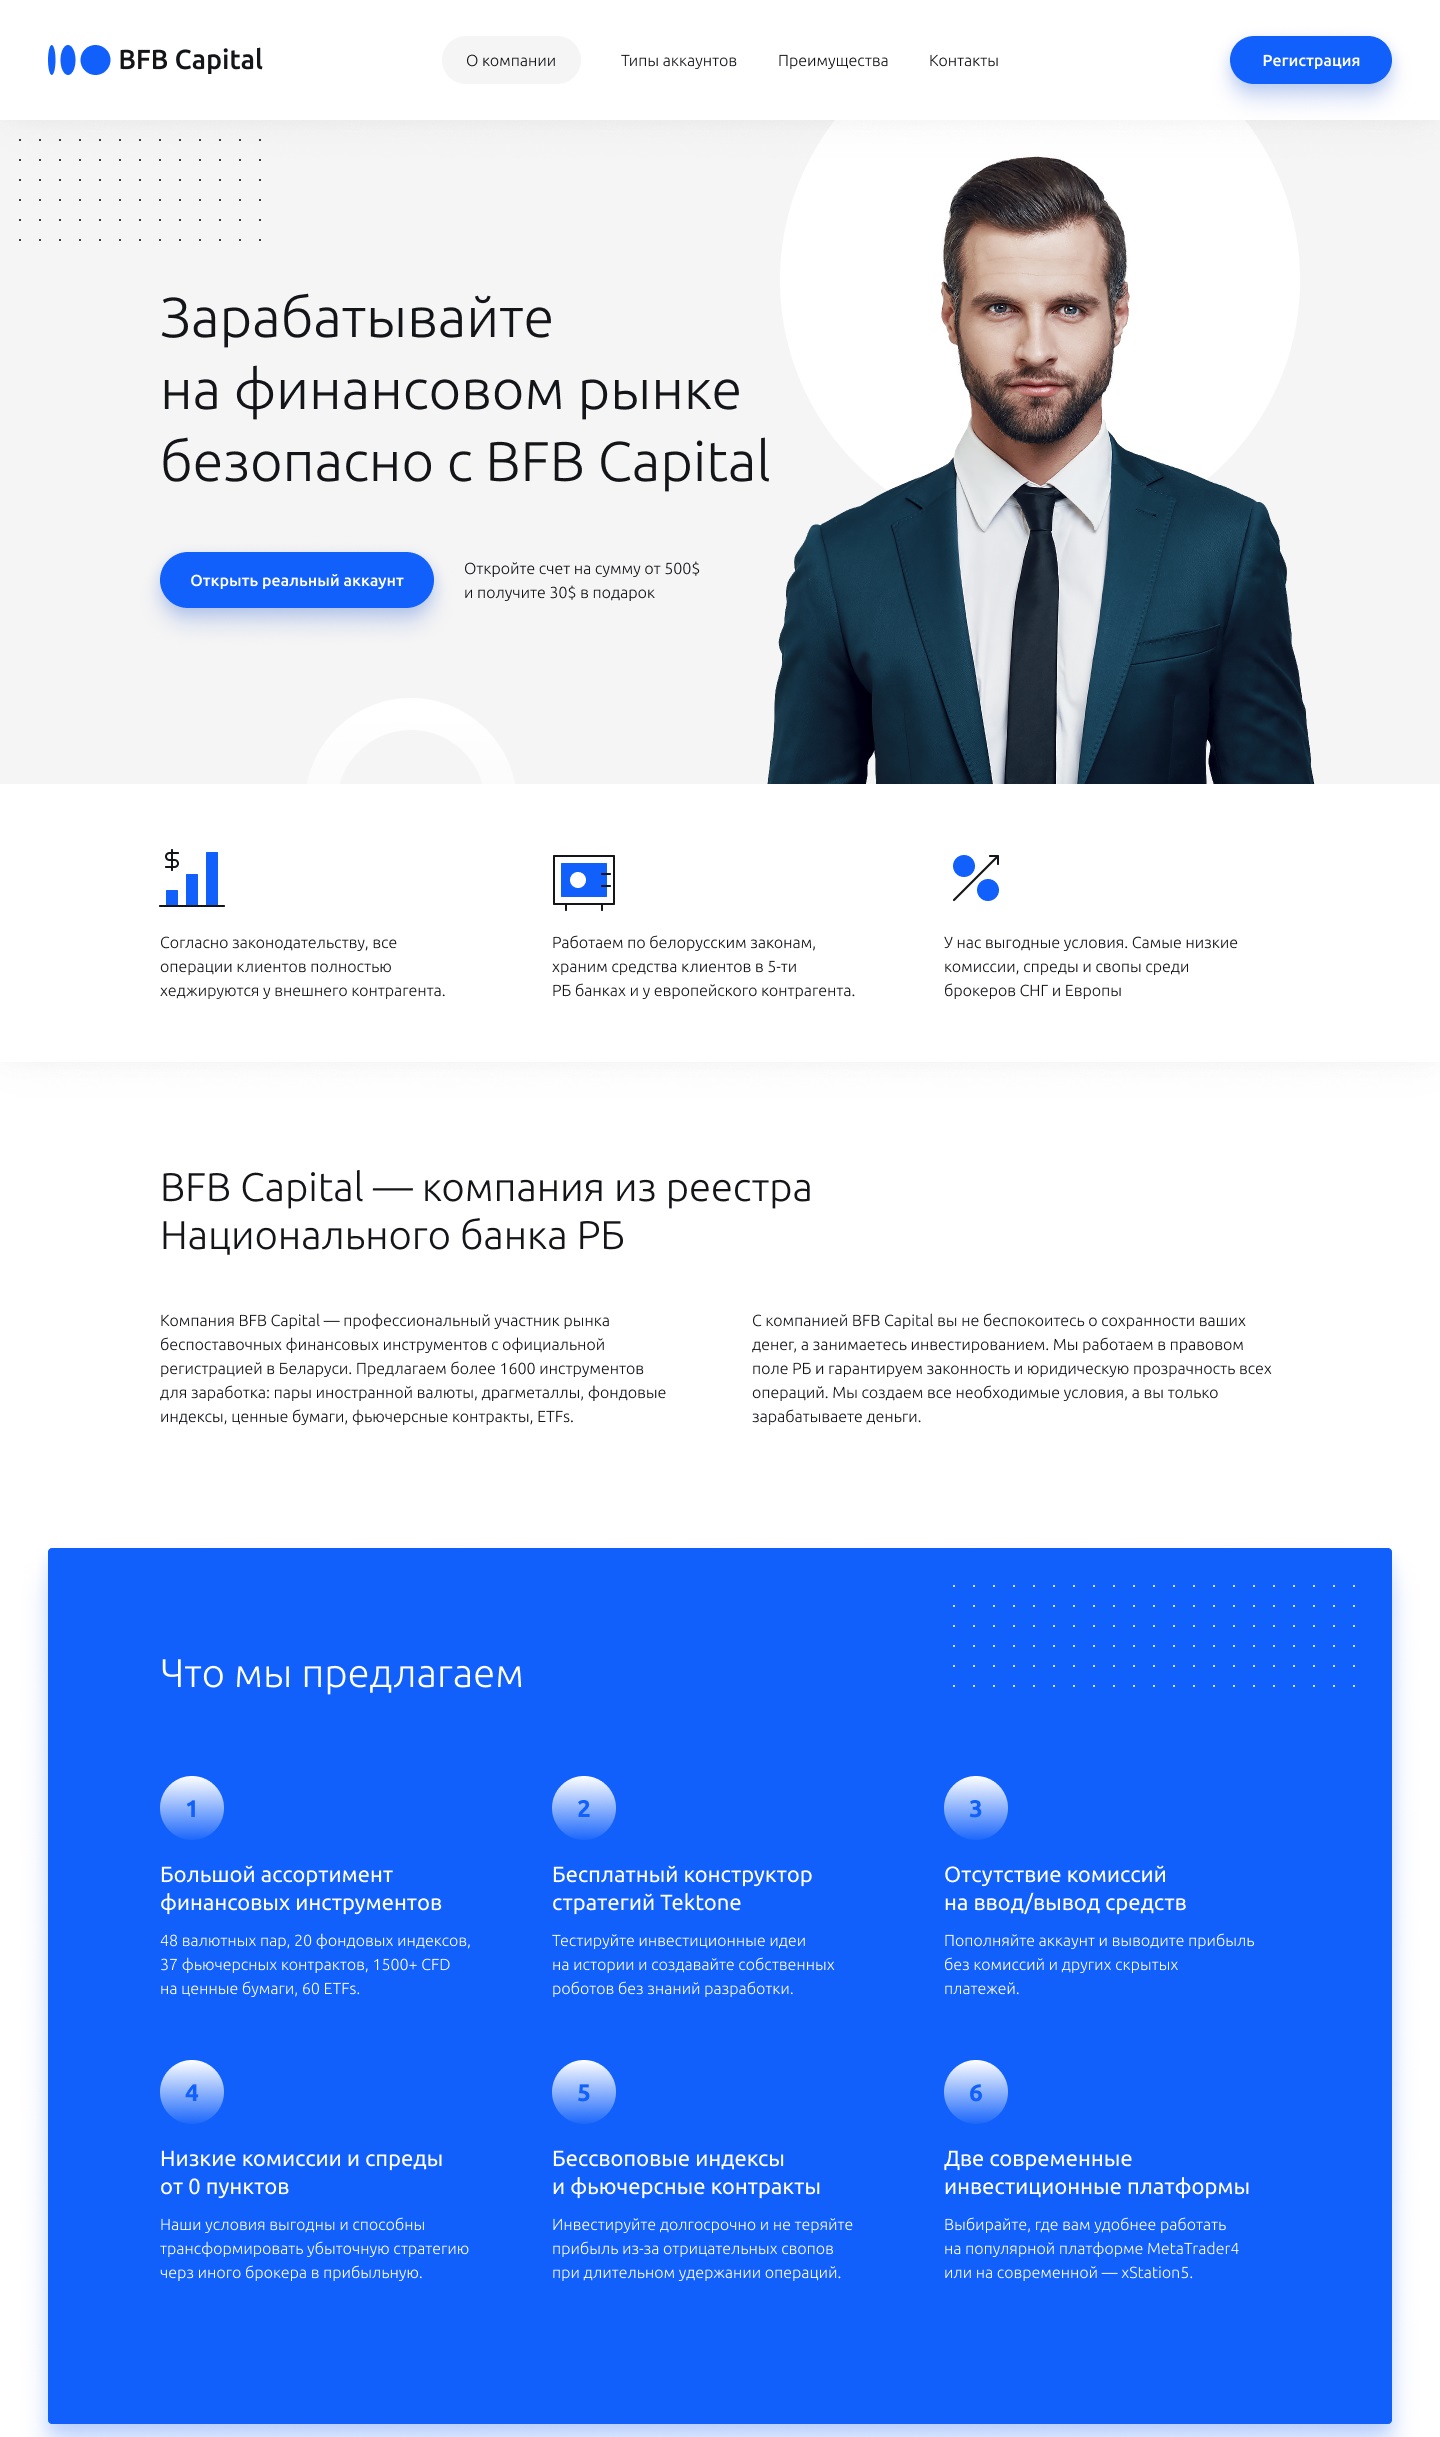 BFB Capital
О компании
Типы аккаунтов
Преимущества
Контакты
Регистрация
Зарабатывайте
на финансовом рынке
безопасно с BFB Capital
Открыть реальный аккаунт
Откройте счет на сумму от 500$
и получите 30$ в подарок
$
Согласно законодательству, все
операции клиентов полностью
хеджируются у внешнего контрагента.
Работаем по белорусским законам,
храним средства клиентов в 5-ти
РБ банках и у европейского контрагента.
У нас выгодные условия. Самые низкие
комиссии, спреды и свопы среди
брокеров СНГ и Европы
BFB Capital — компания из реестра
Национального банка РБ
Компания BFB Capital — профессиональный участник рынка
беспоставочных финансовых инструментов с официальной
регистрацией в Беларуси. Предлагаем более 1600 инструментов
для заработка: пары иностранной валюты, драгметаллы, фондовые
индексы, ценные бумаги, фьючерсные контракты, ETFs.
С компанией BFB Capital вы не беспокоитесь о сохранности ваших
денег, а занимаетесь инвестированием. Мы работаем в правовом
поле РБ и гарантируем законность и юридическую прозрачность всех
операций. Мы создаем все необходимые условия, а вы только
зарабатываете деньги.
Что мы предлагаем
1
Большой ассортимент
финансовых инструментов
48 валютных пар, 20 фондовых индексов,
37 фьючерсных контрактов, 1500+ CFD
на ценные бумаги, 60 ETFs.
2
Бесплатный конструктор
стратегий Tektone
Тестируйте инвестиционные идеи
на истории и создавайте собственных
роботов без знаний разработки.
3
Отсутствие комиссий
на ввод/вывод средств
Пополняйте аккаунт и выводите прибыль
без комиссий и других скрытых
платежей.
4
Низкие комиссии и спреды
от 0 пунктов
Наши условия выгодны и способны
трансформировать убыточную стратегию
черз иного брокера в прибыльную.
5
Бессвоповые индексы
и фьючерсные контракты
Инвестируйте долгосрочно и не теряйте
прибыль из-за отрицательных свопов
при длительном удержании операций.
6
Две современные
инвестиционные платформы
Выбирайте, где вам удобнее работать
на популярной платформе MetaTrader4
или на современной — xStation5.